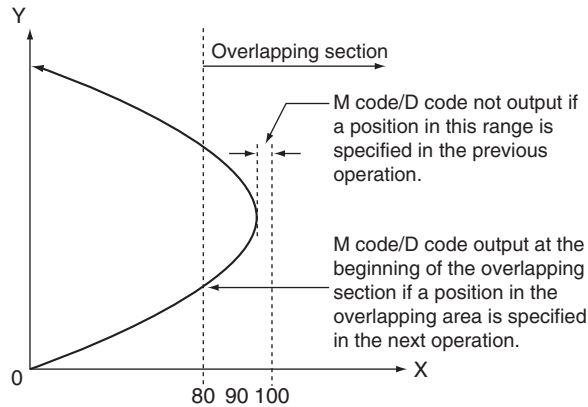 Y
Overlapping section
M code/D code not output if
a position in this range is
specified in the previous
operation.
M code/D code output at the
beginning of the overlapping
section if a position in the
overlapping area is specified
in the next operation.
0
X
80 90 100